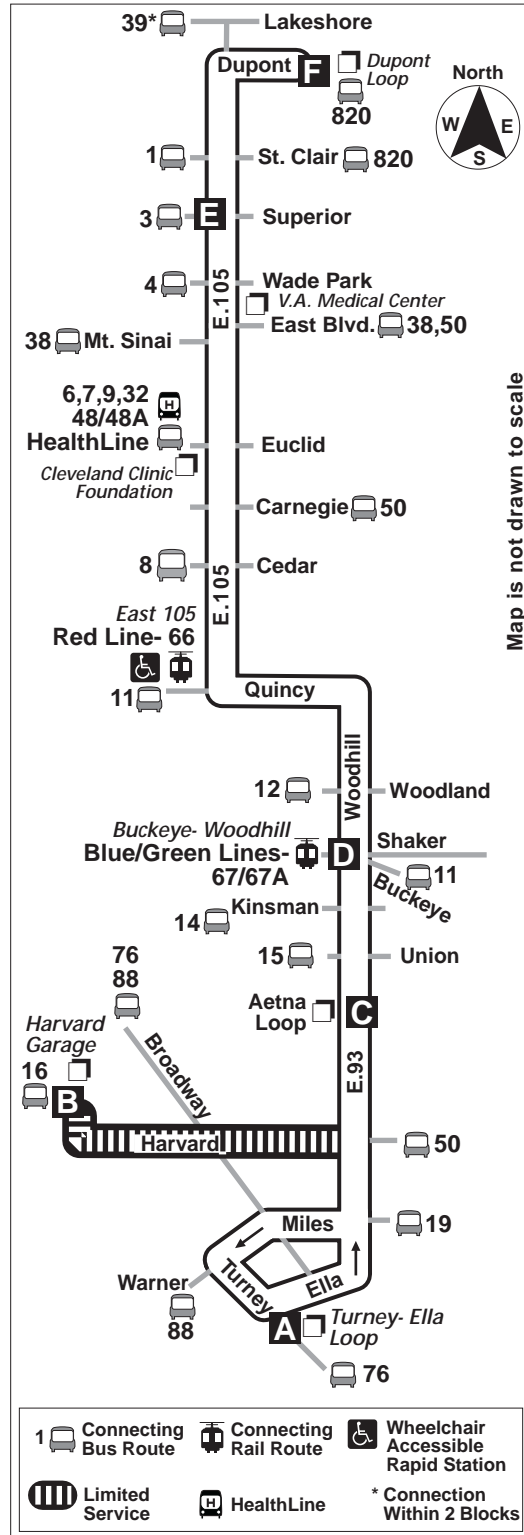 39*
Lakeshore
Dupont
F
Dupont
Loop
820
North
W E
S
1
St. Clair
820
3
E
Superior
4
Wade Park
E.105
V.A. Medical Center
East Blvd.
38,50
38
Mt. Sinai
6,7,9,32
48/48A
H
HealthLine
Euclid
Cleveland Clinic
Foundation
Carnegie
50
Map is not drawn to scale
8
Cedar
E.105
East 105
Red Line- 66
11
Quincy
Woodhill
12
Woodland
Buckeye- Woodhill
Blue/Green Lines-
67/67A
D
Shaker
11
Buckeye
Kinsman
14
15
Union
76
88
Aetna
Loop
C
Harvard
Garage
16
B
Broadway
E.93
Harvard
50
Miles
19
Warner
88
Turney
Ella
A
Turney- Ella
Loop
76
1
Connecting
Bus Route
Connecting
Rail Route
Wheelchair
Accessible
Rapid Station
Limited
Service
H
HealthLine
* Connection
Within 2 Blocks